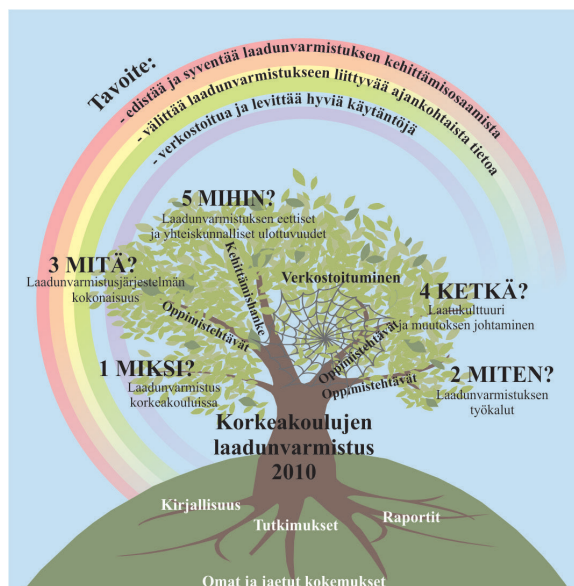 Tavoite:
- edistää ja syventää laadunvarmistuksen kehittämisosaamista
- välittää laadunvarmistukseen liittyvää ajankohtaista tietoa
- verkostoitua ja levittää hyviä käytäntöjä
5 MIHIN?
Laadunvarmistuksen eettiset
ja yhteiskunnalliset ulottuvuudet
3 MITÄ?
Laadunvarmistusjärjestelmän
kokonaisuus
Kehittämishanke
Verkostoituminen
4 KETKÄ?
Laatukulttuuri
ja muutoksen johtaminen
Oppimistehtävät
Oppimistehtävät
Oppimistehtävät
1 MIKSI?
Laadunvarmistus
korkeakouluissa
2 MITEN?
Laadunvarmistuksen
työkalut
Korkeakoulujen
laadunvarmistus
2010
Kirjallisuus
Tutkimukset
Raportit
Omat ja jaetut kokemukset